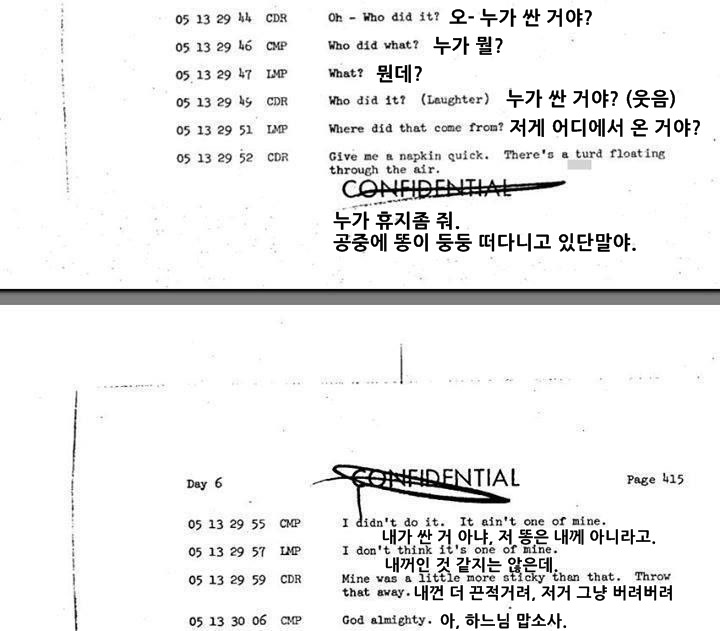 05 13 29 44 CDR Oh - Who did it? 오- 누가 싼 거야?
05 13 29 46 CMP Who did what? 누가 뭘?
05 13 29 47 LMP What? 뭔데?
05 13 29 49 CDR Who did it? (Laughter) 누가 싼 거야? (웃음)
05 13 29 51 LMP Where did that come from? 저게 어디에서 온 거야?
05 13 29 52 CDR Give me a napkin quick. There's a turd floating
through the air.
CONFIDENTIAL
누가 휴지좀 줘.
공중에 똥이 둥둥 떠다니고 있단말야.
Day 6 CONFIDENTIAL Page 415
05 13 29 55 CMP I didn't do it. It ain't one of mine.
내가 싼 거 아냐, 저 똥은 내께 아니라고.
05 13 29 57 LMP I don't think it's one of mine.
내꺼인 것 같지는 않은데.
05 13 29 59 CDR Mine was a little more sticky than that. Throw
that away. 내껀 더 끈적거려, 저거 그냥 버려버려
05 13 30 06 CMP God almighty. 아, 하느님 맙소사.